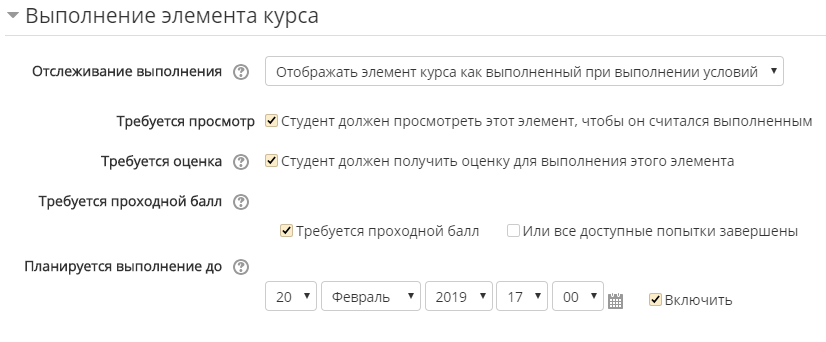 Выполнение элемента курса
Отслеживание выполнения Отображать элемент курса как выполненный при выполнении условий
Требуется просмотр Студент должен просмотреть этот элемент, чтобы он считался выполненным
Требуется оценка Студент должен получить оценку для выполнения этого элемента
Требуется проходной балл
Требуется проходной балл Или все доступные попытки завершены
Планируется выполнение до
20 Февраль 2019 17 00 Включить